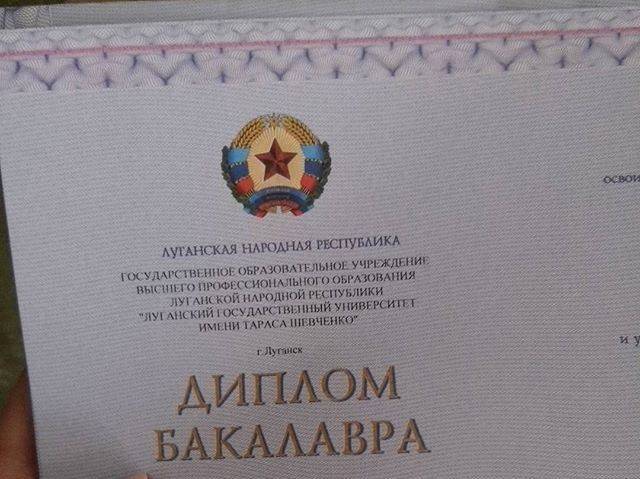 ЛУГАНСКАЯ НАРОДНАЯ РЕСПУБЛИКА
ГОСУДАРСТВЕННОЕ ОБРАЗОВАТЕЛЬНОЕ УЧРЕЖДЕНИЕ
ВЫСШЕГО ПРОФЕССИОНАЛЬНОГО ОБРАЗОВАНИЯ
ЛУГАНСКОЙ НАРОДНОЙ РЕСПУБЛИКИ
"ЛУГАНСКИЙ ГОСУДАРСТВЕННЫЙ УНИВЕРСИТЕТ
ИМЕНИ ТАРАСА ШЕВЧЕНКО"
г.Луганск
ДИПЛОМ
БАКАЛАВРА
освои
и у